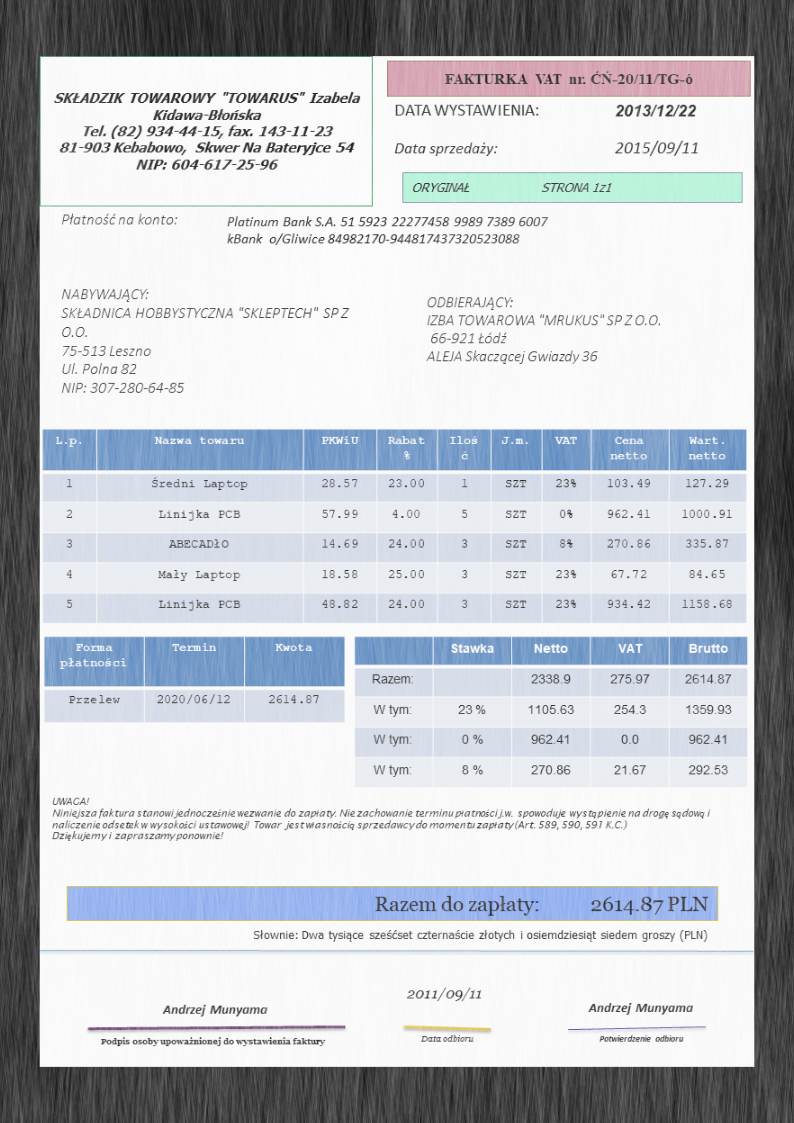 SKŁADZIK TOWAROWY "TOWARUS" Izabela
Kidawa-Błońska
Tel. (82) 934-44-15, fax. 143-11-23
81-903 Kebabowo, Skwer Na Bateryjce 54
NIP: 604-617-25-96
FAKTURKA VAT nr. ĆŃ-20/11/TG-ó
DATA WYSTAWIENIA: 2013/12/22
Data sprzedaży: 2015/09/11
ORYGINAŁ STRONA 1z1
Płatność na konto: Platinum Bank S.A. 51 5923 22277458 9989 7389 6007
kBank o/Gliwice 84982170-944817437320523088
NABYWAJĄCY:
SKŁADNICA HOBBYSTYCZNA "SKLEPTECH" SP Z
O.O.
75-513 Leszno
Ul. Polna 82
NIP: 307-280-64-85
ODBIERAJĄCY:
IZBA TOWAROWA "MRUKUS" SP Z O.O.
66-921 Łódź
ALEJA Skaczącej Gwiazdy 36
L.p. Nazwa towaru PKWiU Rabat Iloś J.m. VAT Cena Wart.
% ć netto netto
1 Średni Laptop 28.57 23.00 1 SZT 23% 103.49 127.29
2 Linijka PCB 57.99 4.00 5 SZT 0% 962.41 1000.91
3 ABECADŁO 14.69 24.00 3 SZT 8% 270.86 335.87
4 Mały Laptop 18.58 25.00 3 SZT 23% 67.72 84.65
5 Linijka PCB 48.82 24.00 3 SZT 23% 934.42 1158.68
Forma Termin Kwota
płatności
Przelew 2020/06/12 2614.87
Stawka Netto VAT Brutto
Razem: 2338.9 275.97 2614.87
W tym: 23 % 1105.63 254.3 1359.93
W tym: 0 % 962.41 0.0 962.41
W tym: 8 % 270.86 21.67 292.53
UWAGA!
Niniejsza faktura stanowi jednocześnie wezwanie do zapłaty. Nie zachowanie terminu płatności j.w. spowoduje wystąpienie na drogę sądową i
naliczenie odsetek w wysokości ustawowej! Towar jest własnością sprzedawcy do momentu zapłaty (Art. 589, 590, 591 K.C.)
Dziękujemy i zapraszamy ponownie!
Razem do zapłaty: 2614.87 PLN
Słownie: Dwa tysiące sześćset czternaście złotych i osiemdziesiąt siedem groszy (PLN)
Andrzej Munyama
Podpis osoby upoważnionej do wystawienia faktury
2011/09/11
Data odbioru
Andrzej Munyama
Potwierdzenie odbioru